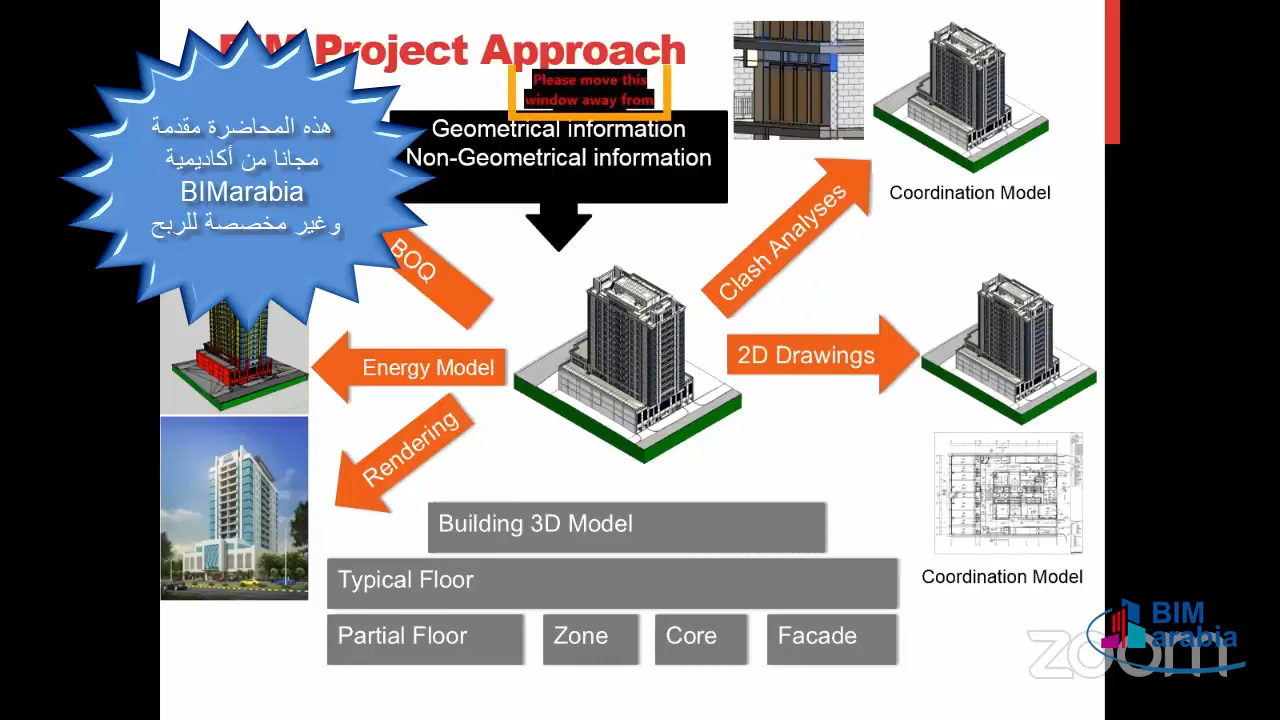 BIM Project Approach
Please move this
window away from
هذه المحاضرة مقدمة
مجانا من أكاديمية
BIMarabia
وغير مخصصة للربح
Geometrical information
Non-Geometrical information
Coordination Model
BOQ
Clash Analyses
Energy Model
2D Drawings
Rendering
Building 3D Model
Typical Floor
Coordination Model
Partial Floor
Zone
Core
Facade
BIM
arabia
zoom